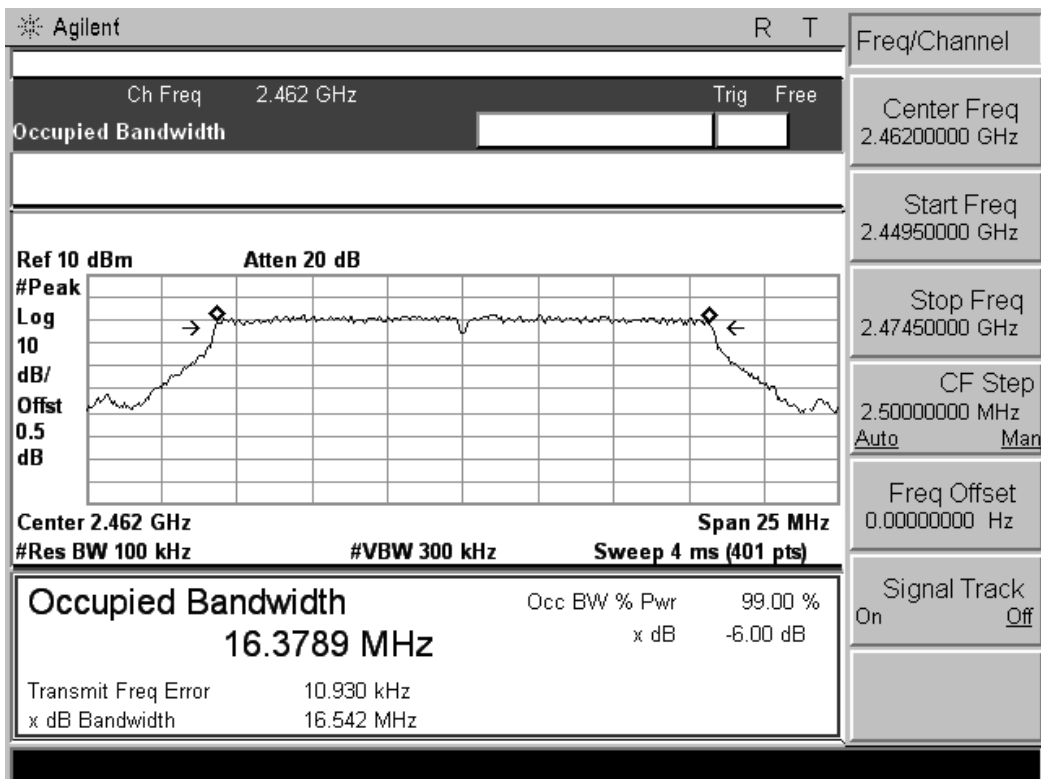 Agilent R T
Ch Freq 2.462 GHz Trig Free
Occupied Bandwidth
Ref 10 dBm Atten 20 dB
#Peak
Log
10
dB/
Offst
0.5
dB
Center 2.462 GHz Span 25 MHz
#Res BW 100 kHz #VBW 300 kHz Sweep 4 ms (401 pts)
Occupied Bandwidth
16.3789 MHz
Occ BW % Pwr 99.00 %
x dB -6.00 dB
Transmit Freq Error 10.930 kHz
x dB Bandwidth 16.542 MHz
Freq/Channel
Center Freq
2.46200000 GHz
Start Freq
2.44950000 GHz
Stop Freq
2.47450000 GHz
CF Step
2.50000000 MHz
Auto Man
Freq Offset
0.00000000 Hz
Signal Track
On Off